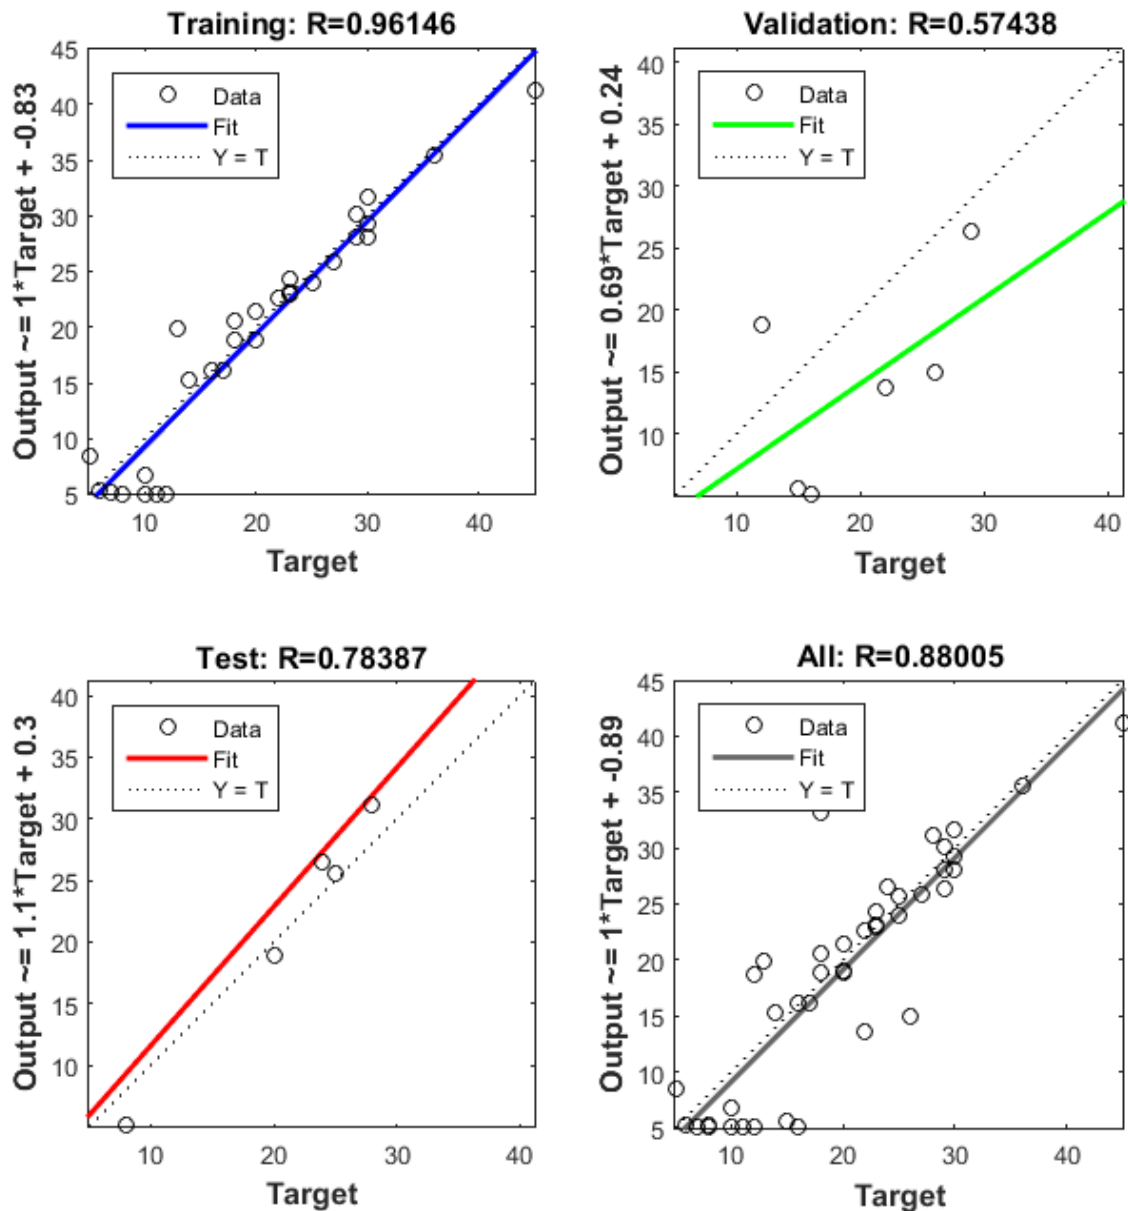 Training: R=0.96146
Output ~= 1*Target + -0.83
45
40
35
30
25
20
15
10
5
Data
Fit
Y = T
10
20
30
40
Target
Validation: R=0.57438
Output ~= 0.69*Target + 0.24
40
35
30
25
20
15
10
Data
Fit
Y = T
10
20
30
40
Target
Test: R=0.78387
Output ~= 1.1*Target + 0.3
40
35
30
25
20
15
10
Data
Fit
Y = T
10
20
30
40
Target
All: R=0.88005
Output ~= 1*Target + -0.89
45
40
35
30
25
20
15
10
5
Data
Fit
Y = T
10
20
30
40
Target